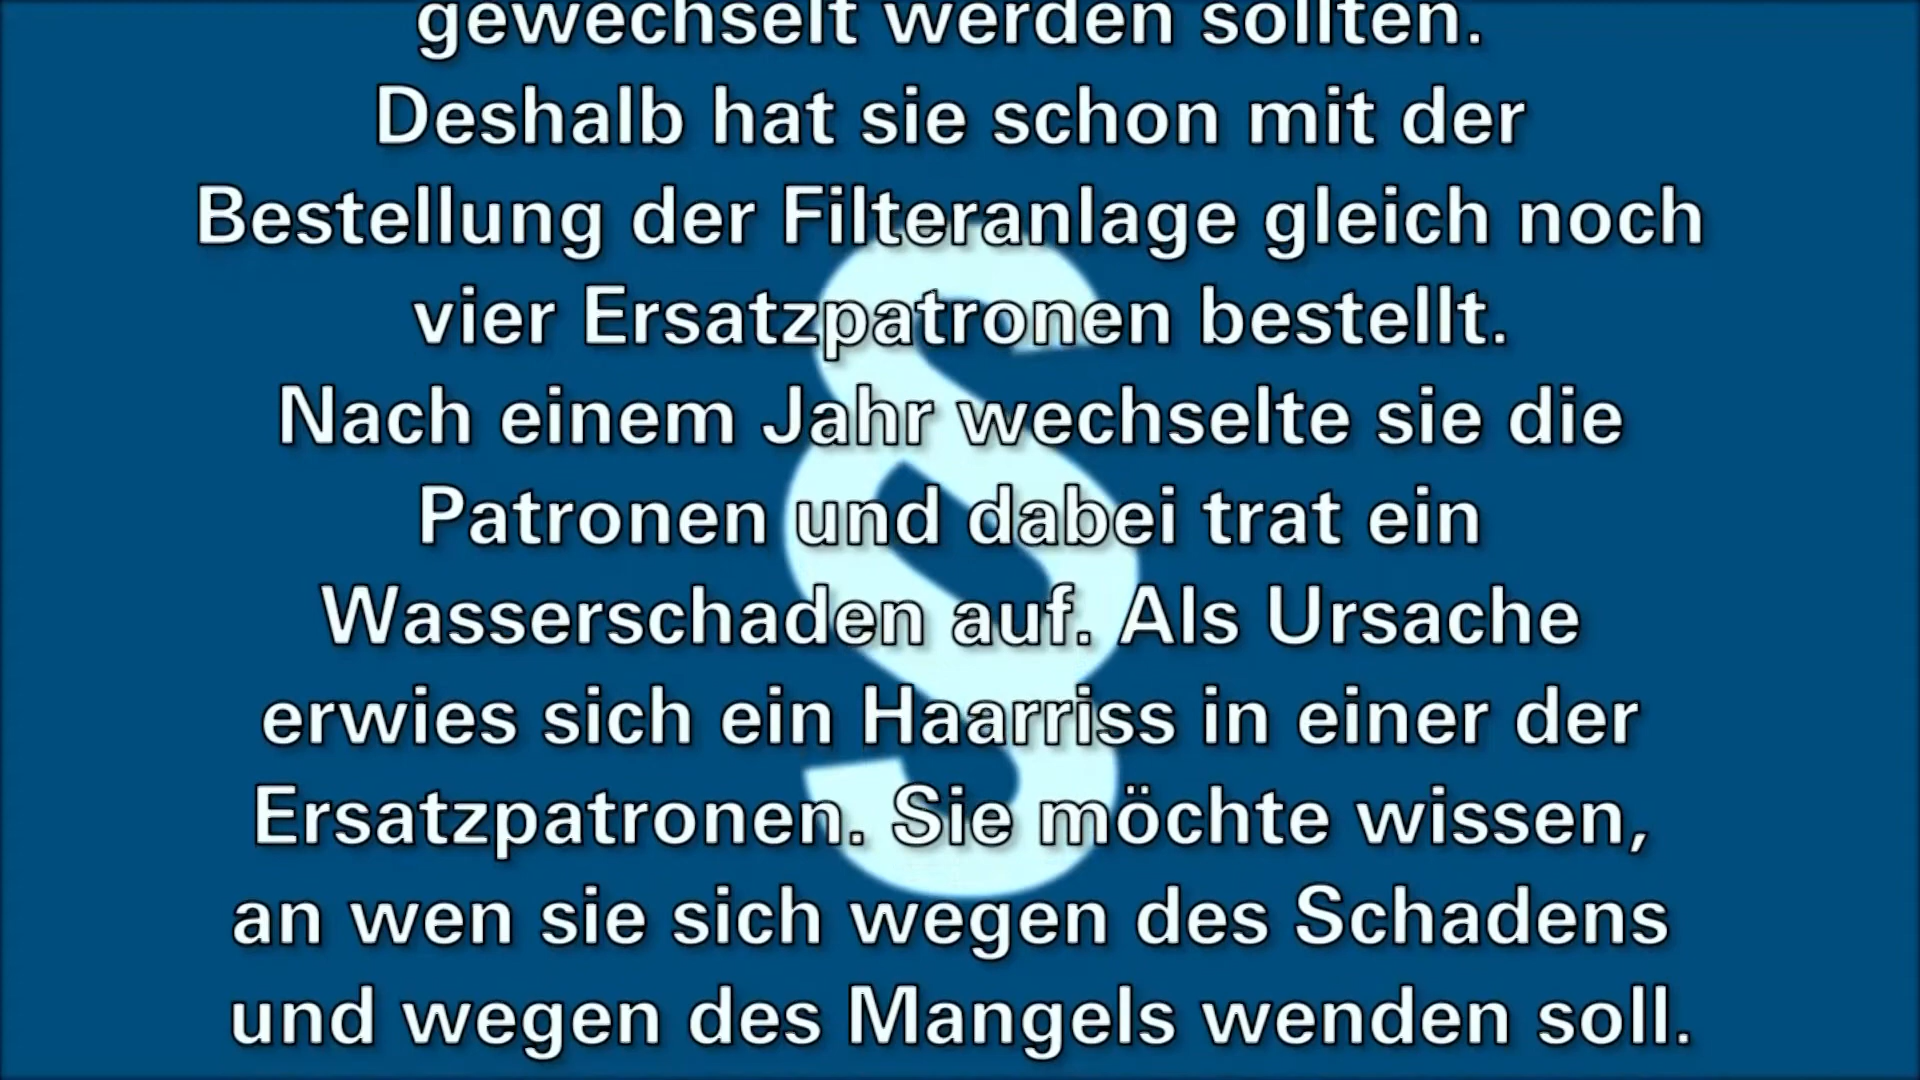 gewechselt werden sollten.
Deshalb hat sie schon mit der
Bestellung der Filteranlage gleich noch
vier Ersatzpatronen bestellt.
Nach einem Jahr wechselte sie die
Patronen und dabei trat ein
Wasserschaden auf. Als Ursache
erwies sich ein Haarriss in einer der
Ersatzpatronen. Sie möchte wissen,
an wen sie sich wegen des Schadens
und wegen des Mangels wenden soll.
§